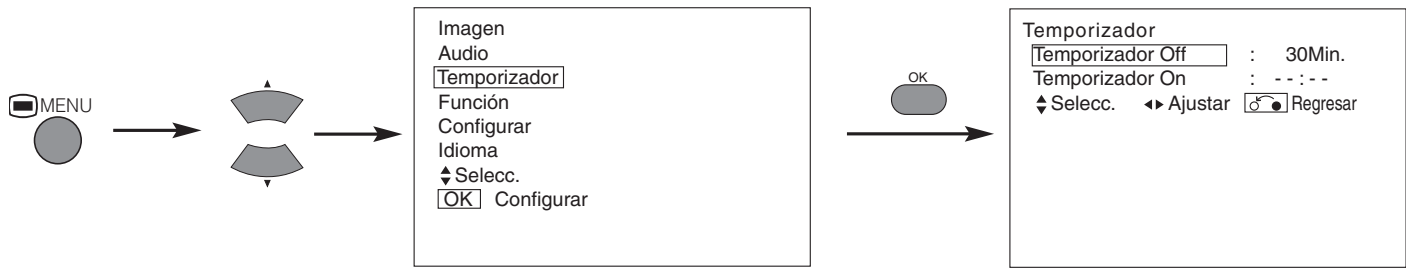 MENU
Imagen
Audio
Temporizador
Función
Configurar
Idioma
Selecc.
OK Configurar
OK
Temporizador
Temporizador Off : 30Min.
Temporizador On : - - : - -
Selecc. Ajustar Regresar